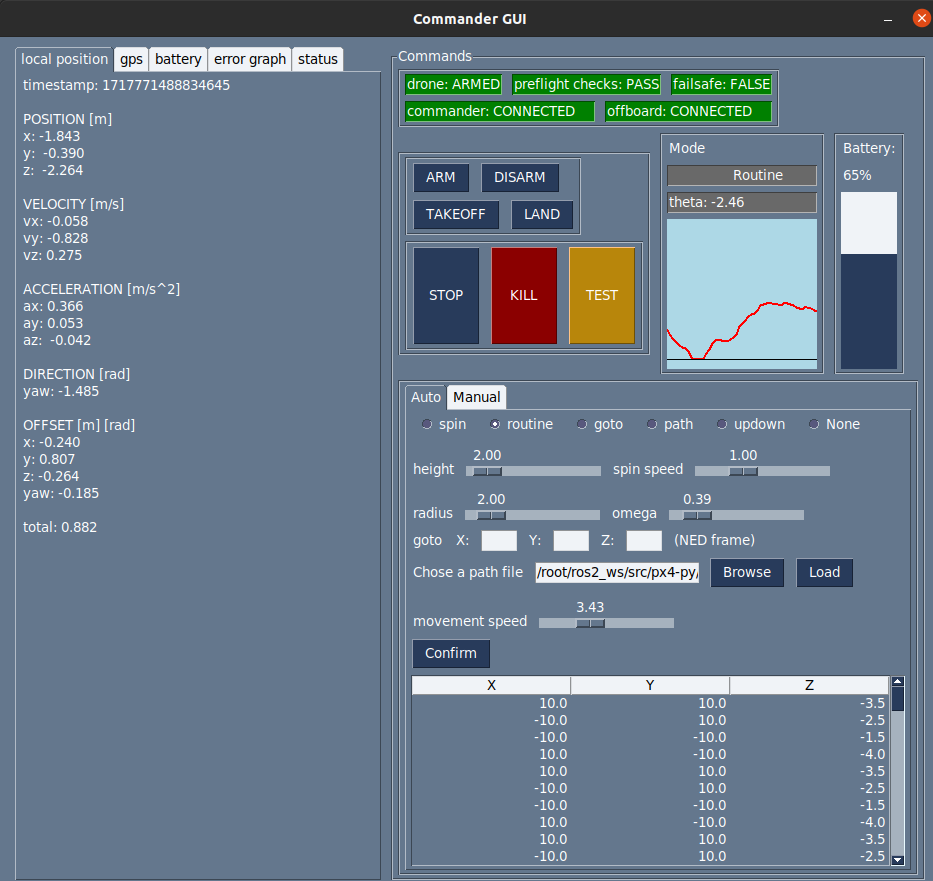 Commander GUI
local position gps battery error graph status
timestamp: 1717771488834645
POSITION [m]
x: -1.843
y: -0.390
z: -2.264
VELOCITY [m/s]
vx: -0.058
vy: -0.828
vz: 0.275
ACCELERATION [m/s^2]
ax: 0.366
ay: 0.053
az: -0.042
DIRECTION [rad]
yaw: -1.485
OFFSET [m] [rad]
x: -0.240
y: 0.807
z: -0.264
yaw: -0.185
total: 0.882
Commands
drone: ARMED preflight checks: PASS failsafe: FALSE
commander: CONNECTED offboard: CONNECTED
ARM DISARM
TAKEOFF LAND
STOP KILL TEST
Mode
Routine
theta: -2.46
Battery:
65%
Auto Manual
spin routine goto path updown None
2.00 1.00
height spin speed
2.00 0.39
radius omega
goto X: Y: Z: (NED frame)
Chose a path file /root/ros2_ws/src/px4-py/ Browse Load
3.43
movement speed
Confirm
X Y Z
10.0 10.0 -3.5
-10.0 10.0 -2.5
-10.0 -10.0 -1.5
10.0 -10.0 -4.0
10.0 10.0 -3.5
-10.0 10.0 -2.5
-10.0 -10.0 -1.5
10.0 -10.0 -4.0
10.0 10.0 -3.5
-10.0 10.0 -2.5